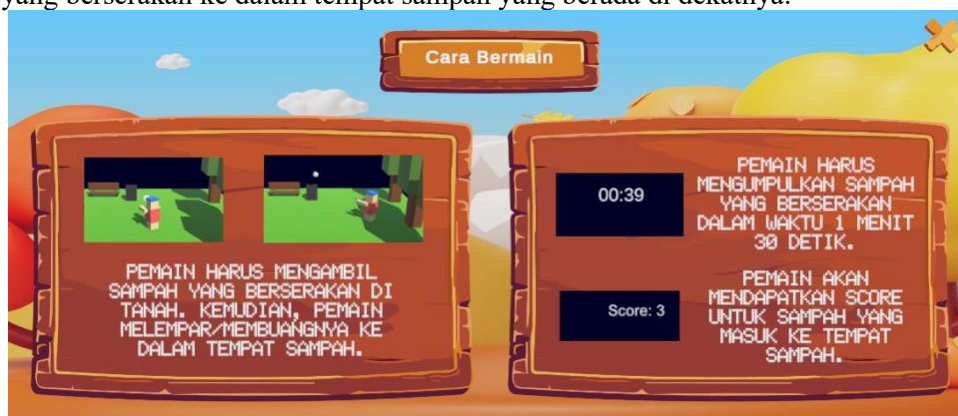 yang berserakan ke dalam tempat sampah yang berada di dekatnya.
Cara Bermain
PEMAIN HARUS MENGAMBIL
SAMPAH YANG BERSERAKAN DI
TANAH. KEMUDIAN, PEMAIN
MELEMPAR/MEMBUANGNYA KE
DALAM TEMPAT SAMPAH.
00:39
PEMAIN HARUS
MENGUMPULKAN SAMPAH
YANG BERSERAKAN
DALAM WAKTU 1 MENIT
30 DETIK.
Score: 3
PEMAIN AKAN
MENDAPATKAN SCORE
UNTUK SAMPAH YANG
MASUK KE TEMPAT
SAMPAH.